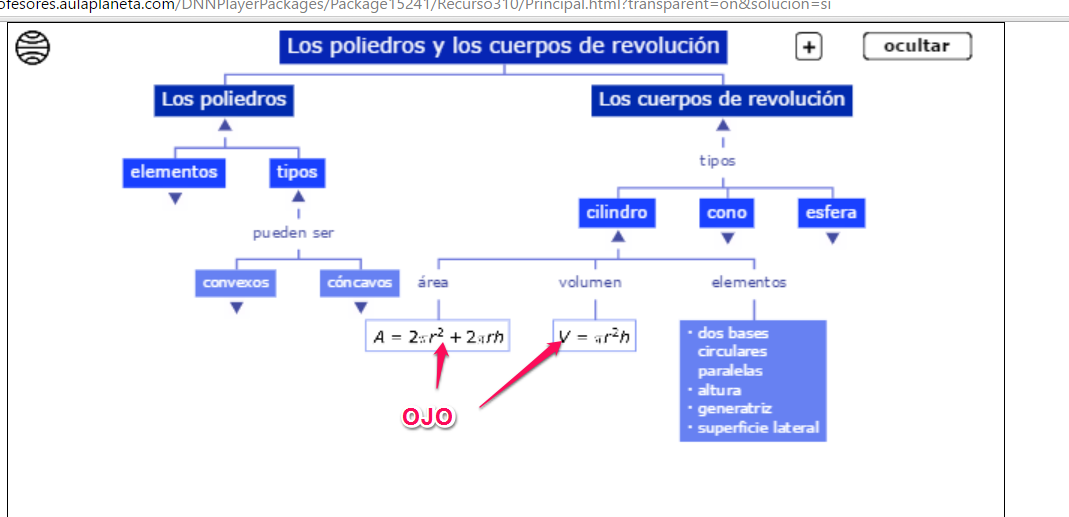 ofesores.aulaplaneta.com/DNNPlayerPackages/Package15241/Recurso310/Principal.html?transparent=on&solucion=si
Los poliedros y los cuerpos de revolución
+
ocultar
Los poliedros
Los cuerpos de revolución
tipos
elementos
tipos
cilindro
cono
esfera
pueden ser
convexos
cóncavos
área
volumen
elementos
A = 2πr² + 2πrh
V = πr²h
· dos bases
circulares
paralelas
· altura
· generatriz
· superficie lateral
OJO